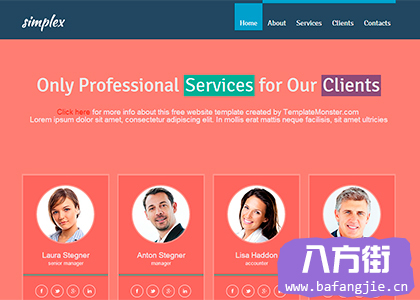 simplex
Home About Services Clients Contacts
Only Professional Services for Our Clients
Click here for more info about this free website template created by TemplateMonster.com
Lorem ipsum dolor sit amet, consectetur adipiscing elit. In mollis erat mattis neque facilisis, sit amet ultricies
Laura Stegner
senior manager
Anton Stegner
manager
Lisa Haddon
accountor
八方街
www.bafangjie.cn